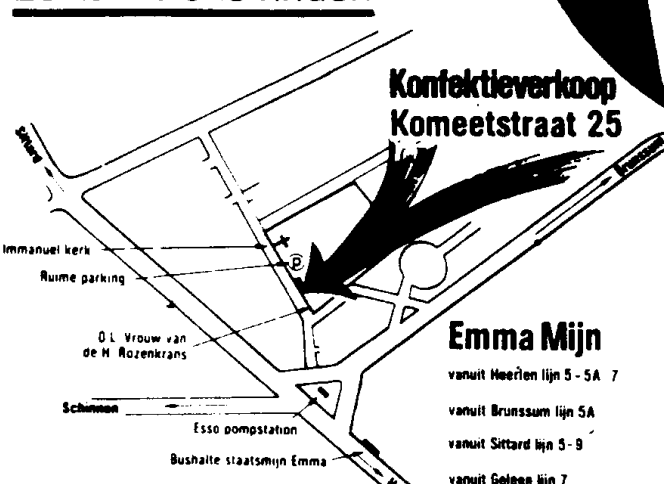 Konfektieverkoop
Komeetstraat 25
Sittard
Brunssum
Immanuel kerk
P
Ruime parking
O.L. Vrouw van
de H. Rozenkrans
Schinnen
Esso pompstation
Bushalte staatsmijn Emma
Emma Mijn
vanuit Heerlen lijn 5 - 5A 7
vanuit Brunssum lijn 5A
vanuit Sittard lijn 5 - 9
vanuit Geleen lijn 7